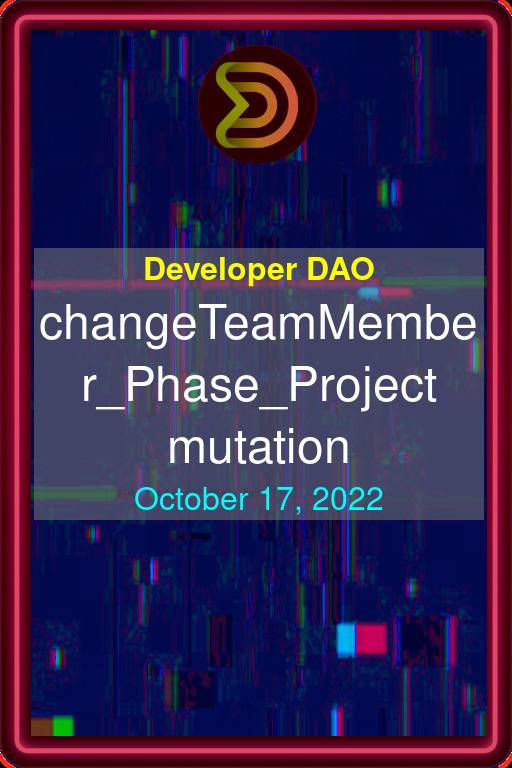 Developer DAO
changeTeamMembe
r_Phase_Project
mutation
October 17, 2022